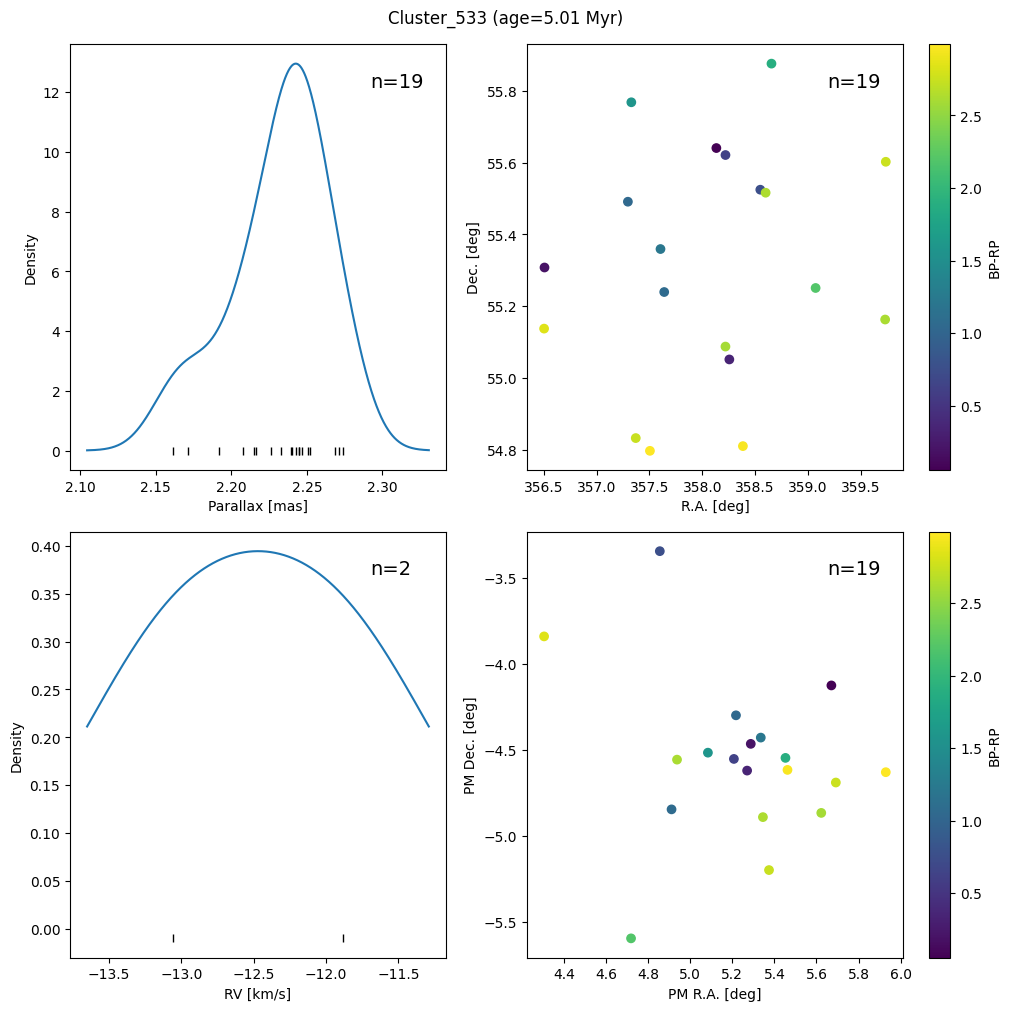 Cluster_533 (age=5.01 Myr)
n=19
12
10
8
6
4
2
0
Density
2.10 2.15 2.20 2.25 2.30
Parallax [mas]
n=19
55.8
55.6
55.4
55.2
55.0
54.8
Dec. [deg]
356.5 357.0 357.5 358.0 358.5 359.0 359.5
R.A. [deg]
2.5
2.0
1.5
1.0
0.5
BP-RP
n=2
0.40
0.35
0.30
0.25
0.20
0.15
0.10
0.05
0.00
Density
−13.5 −13.0 −12.5 −12.0 −11.5
RV [km/s]
n=19
−3.5
−4.0
−4.5
−5.0
−5.5
PM Dec. [deg]
4.4 4.6 4.8 5.0 5.2 5.4 5.6 5.8 6.0
PM R.A. [deg]
2.5
2.0
1.5
1.0
0.5
BP-RP